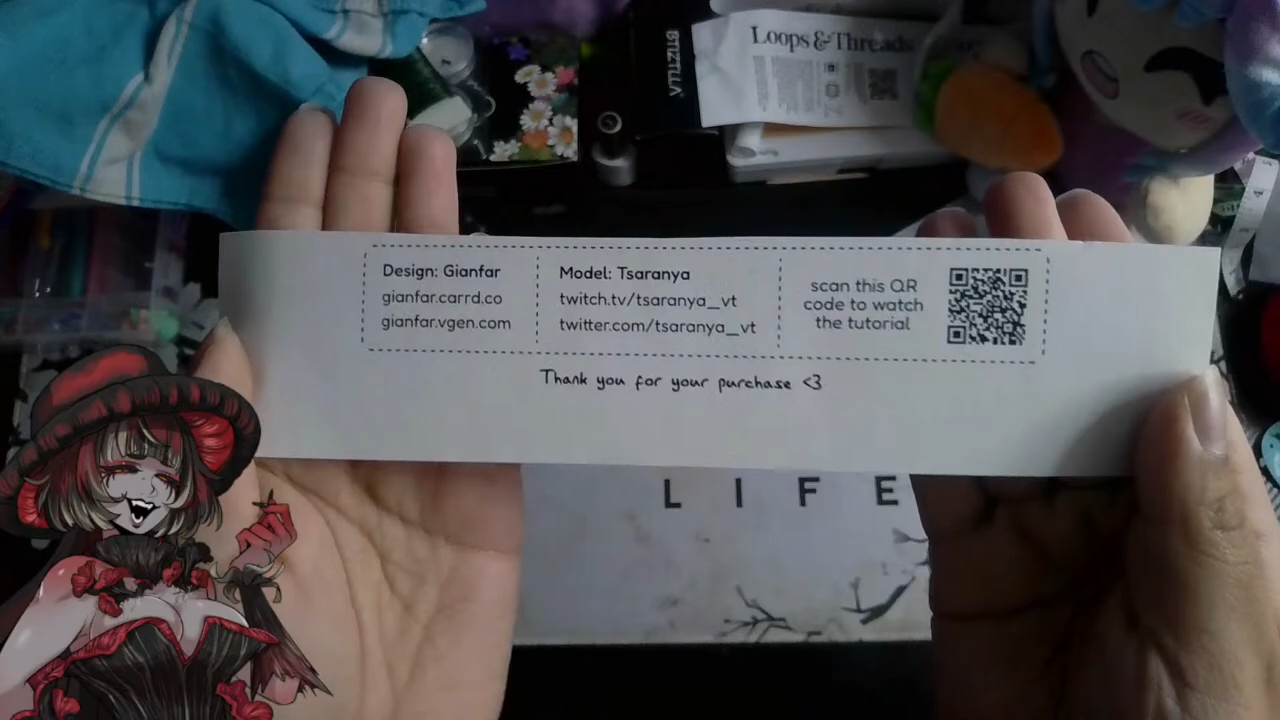 Loops & Threads
BTIZTLLA
Design: Gianfar
gianfar.carrd.co
gianfar.vgen.com
Model: Tsaranya
twitch.tv/tsaranya_vt
twitter.com/tsaranya_vt
scan this QR
code to watch
the tutorial
Thank you for your purchase <3
LIFE